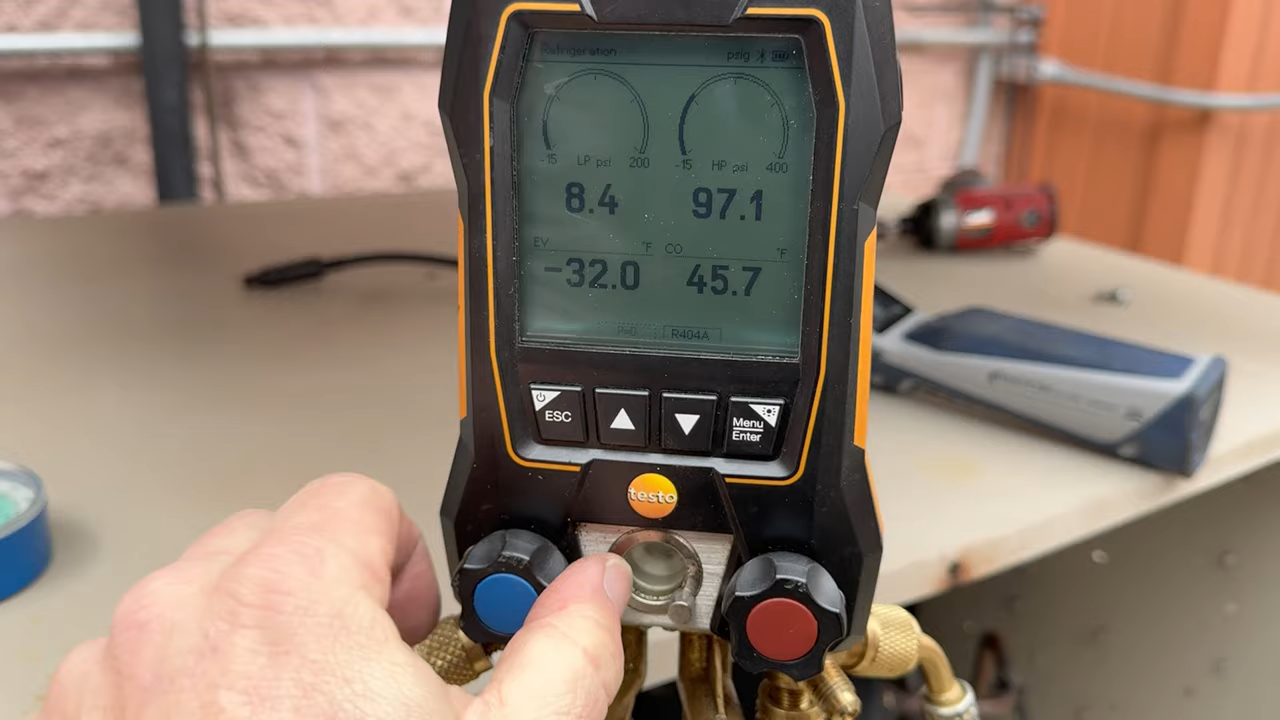 Refrigeration psig
-15 LP psi 200 -15 HP psi 400
8.4 97.1
EV °F CO °F
-32.0 45.7
P=0 R404A
ESC Menu
Enter
testo